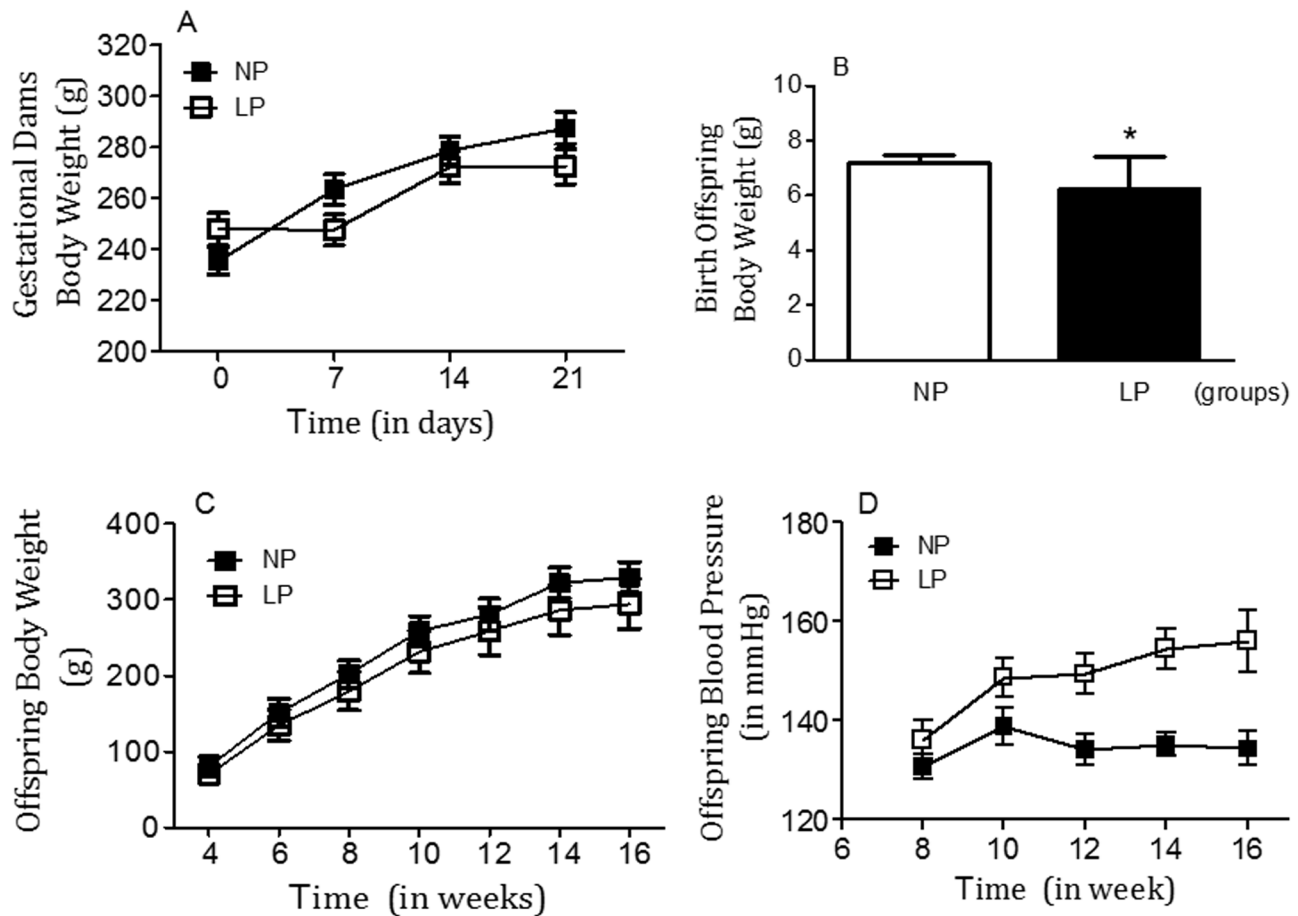 A
Gestational Dams
Body Weight (g)
320
300
280
260
240
220
200
NP
LP
0 7 14 21
Time (in days)
B
Birth Offspring
Body Weight (g)
10
8
6
4
2
0
*
NP LP (groups)
C
Offspring Body Weight
(g)
400
300
200
100
0
NP
LP
4 6 8 10 12 14 16
Time (in weeks)
D
Offspring Blood Pressure
(in mmHg)
180
160
140
120
NP
LP
6 8 10 12 14 16
Time (in week)